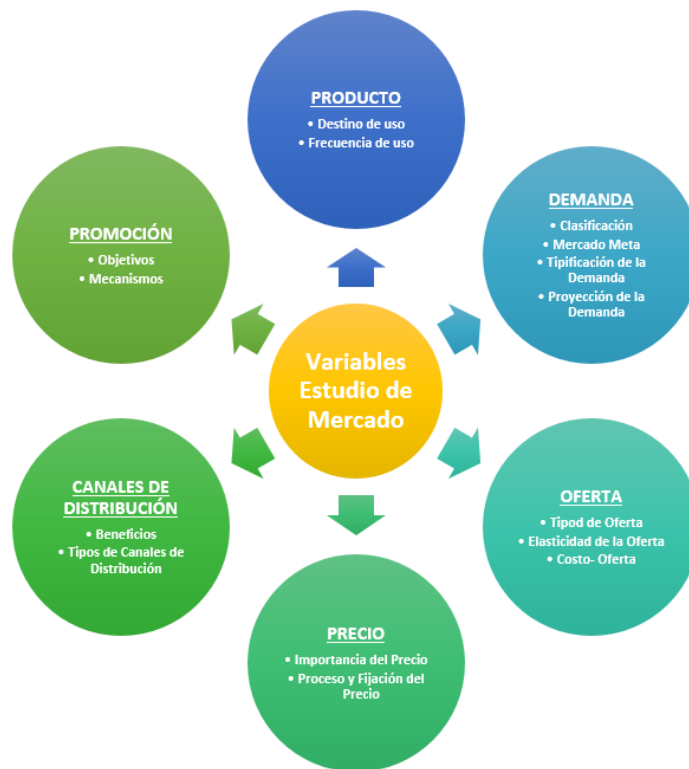 PRODUCTO
• Destino de uso
• Frecuencia de uso
DEMANDA
• Clasificación
• Mercado Meta
• Tipificación de la
Demanda
• Proyección de la
Demanda
OFERTA
• Tipod de Oferta
• Elasticidad de la Oferta
• Costo- Oferta
PRECIO
• Importancia del Precio
• Proceso y Fijación del
Precio
CANALES DE
DISTRIBUCIÓN
• Beneficios
• Tipos de Canales de
Distribución
PROMOCIÓN
• Objetivos
• Mecanismos
Variables
Estudio de
Mercado